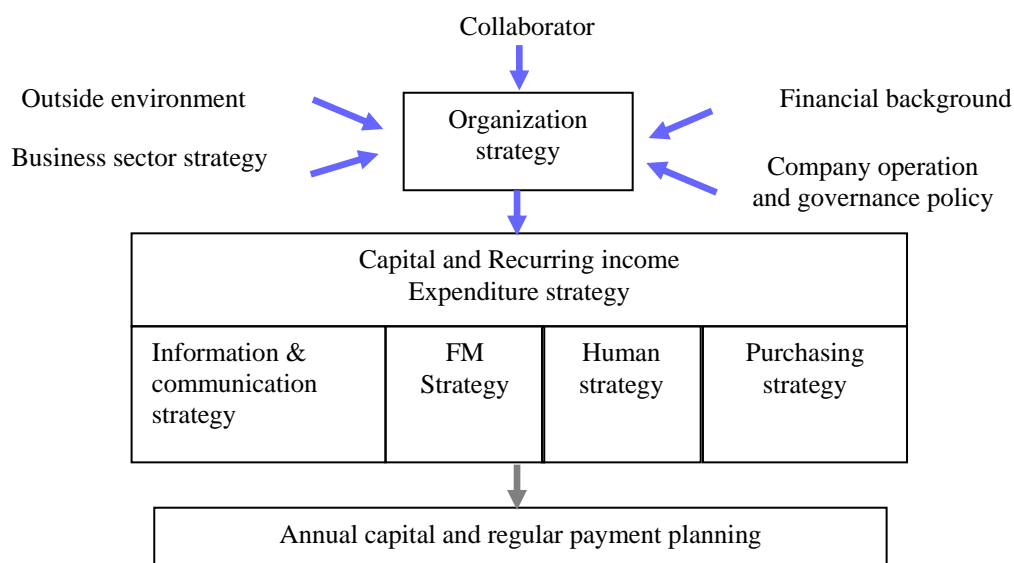 Collaborator
Outside environment
Business sector strategy
Organization
strategy
Financial background
Company operation
and governance policy
Capital and Recurring income
Expenditure strategy
Information &
communication
strategy
FM
Strategy
Human
strategy
Purchasing
strategy
Annual capital and regular payment planning